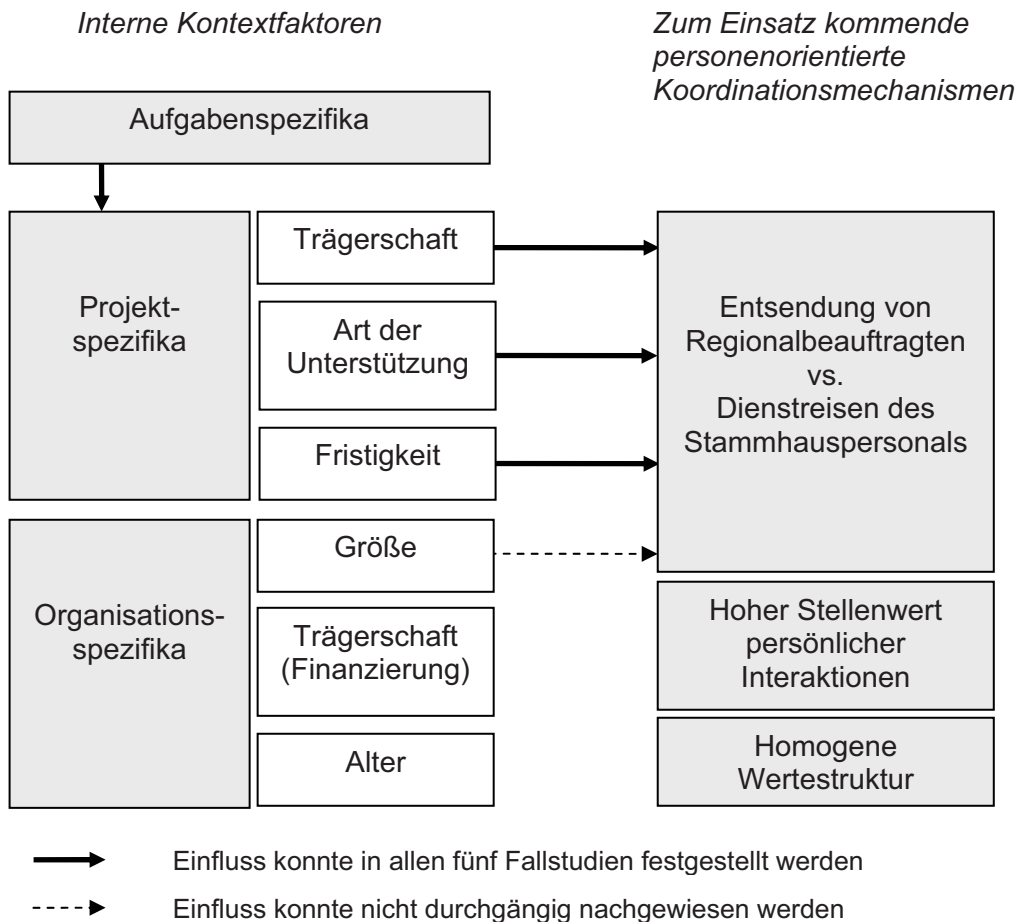 Interne Kontextfaktoren
Zum Einsatz kommende
personenorientierte
Koordinationsmechanismen
Aufgabenspezifika
Projekt-
spezifika
Trägerschaft
Art der
Unterstützung
Fristigkeit
Organisations-
spezifika
Größe
Trägerschaft
(Finanzierung)
Alter
Entsendung von
Regionalbeauftragten
vs.
Dienstreisen des
Stammhauspersonals
Hoher Stellenwert
persönlicher
Interaktionen
Homogene
Wertestruktur
Einfluss konnte in allen fünf Fallstudien festgestellt werden
Einfluss konnte nicht durchgängig nachgewiesen werden